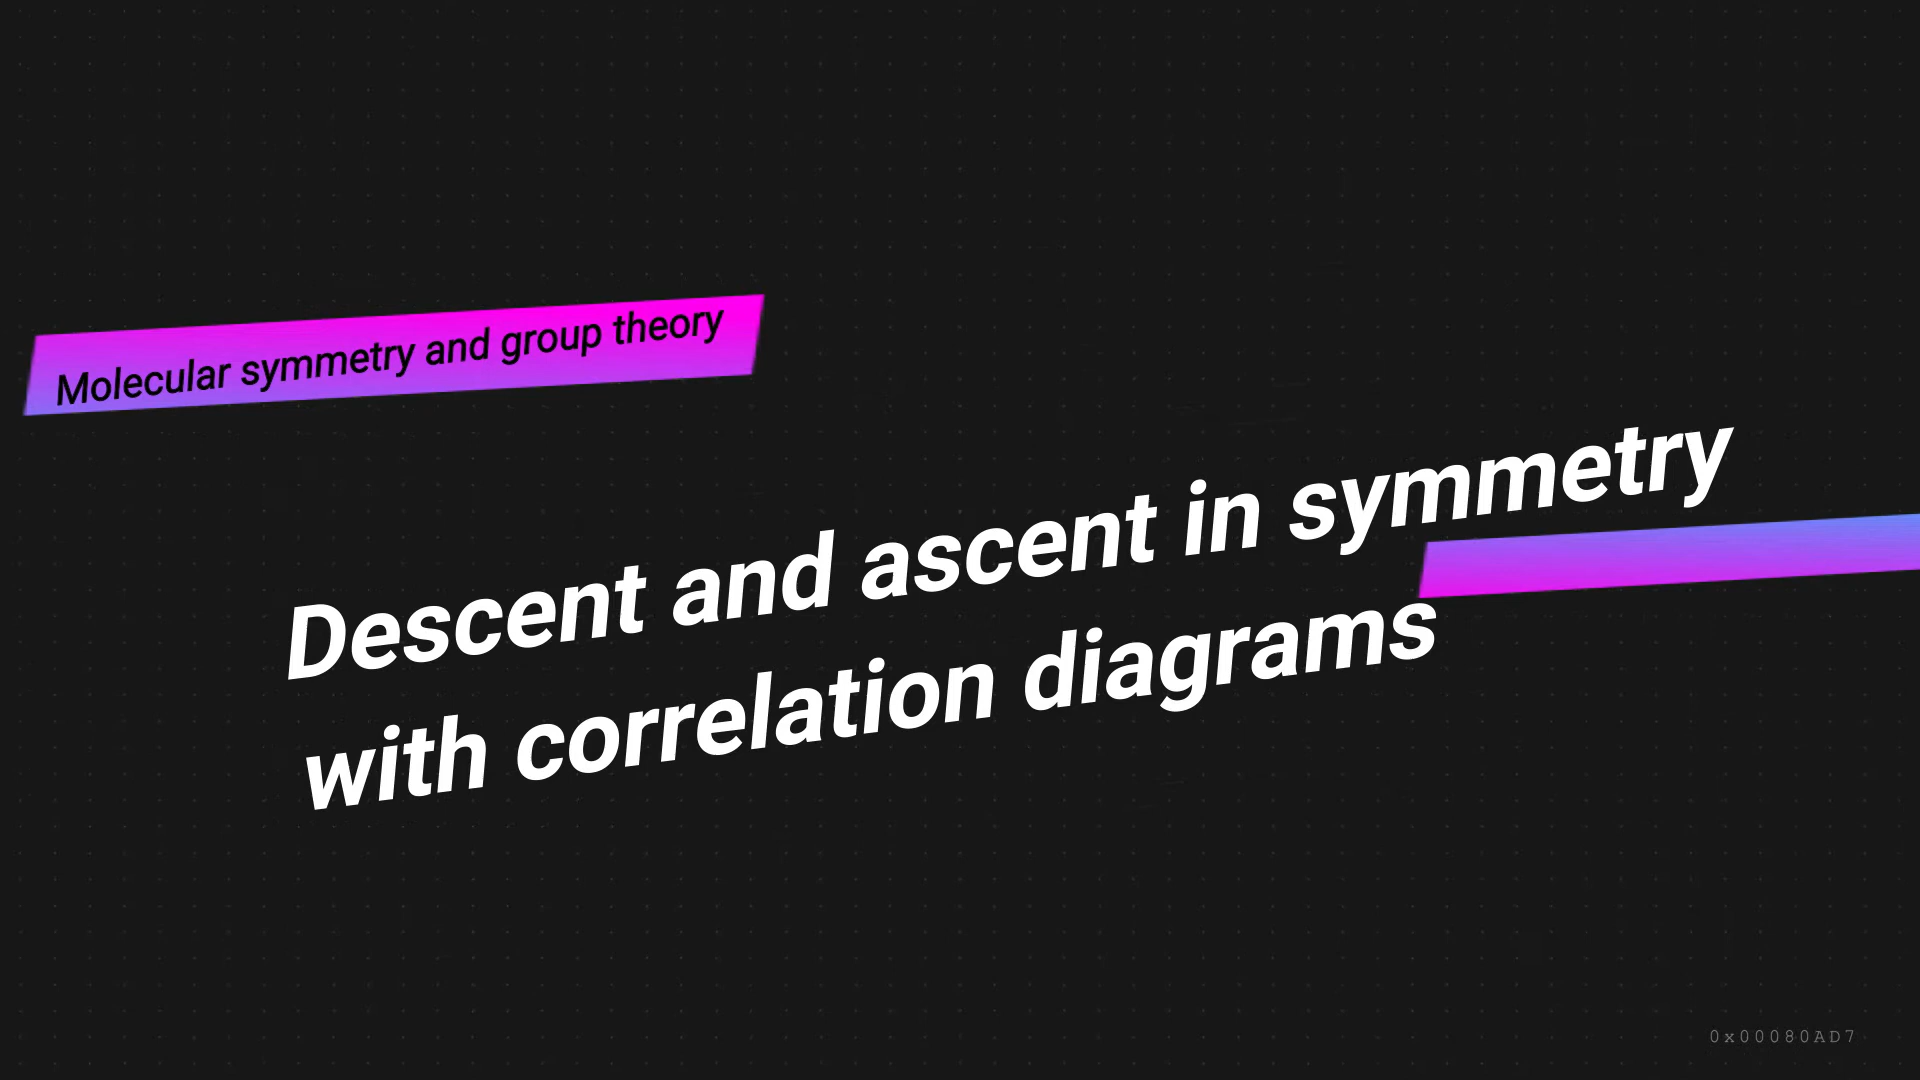 Molecular symmetry and group theory
Descent and ascent in symmetry
with correlation diagrams
0x00080AD7